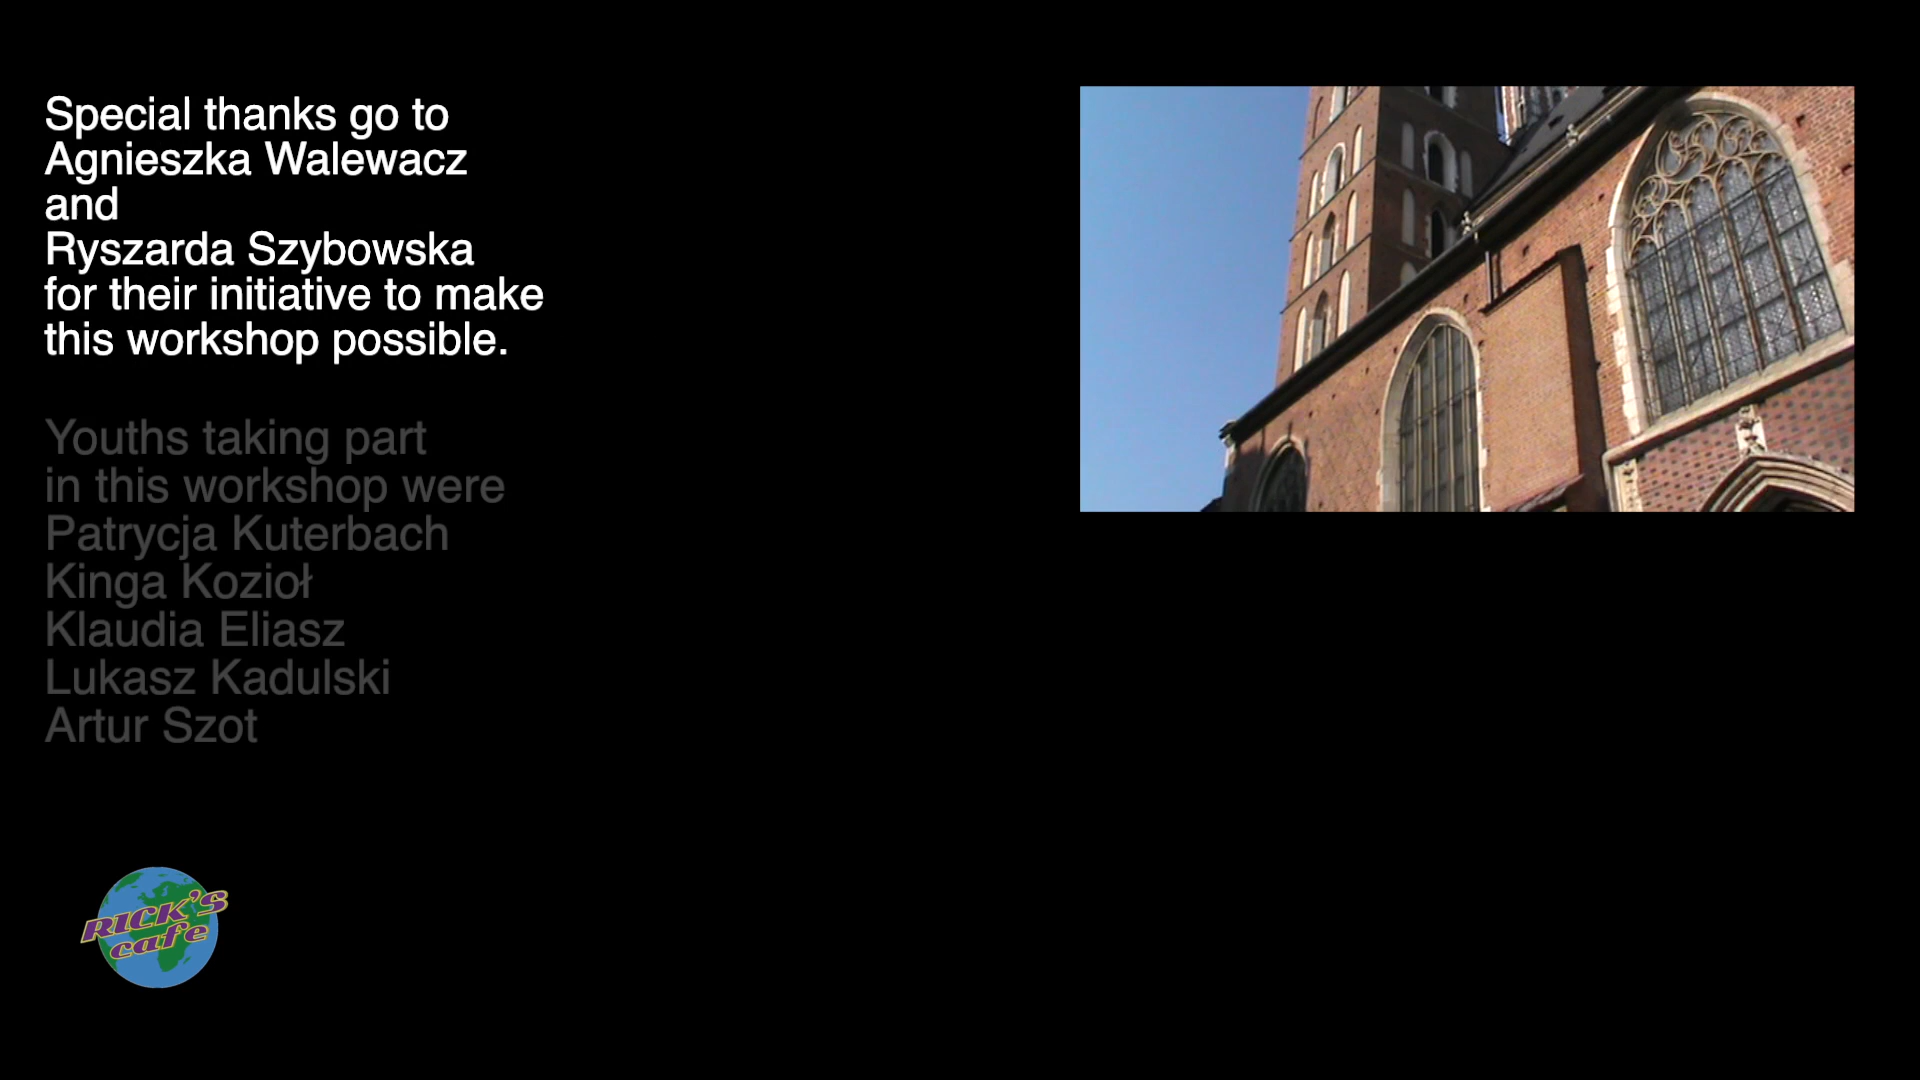 Special thanks go to
Agnieszka Walewacz
and
Ryszarda Szybowska
for their initiative to make
this workshop possible.
Youths taking part
in this workshop were
Patrycja Kuterbach
Kinga Kozioł
Klaudia Eliasz
Lukasz Kadulski
Artur Szot
RICK'S
cafe